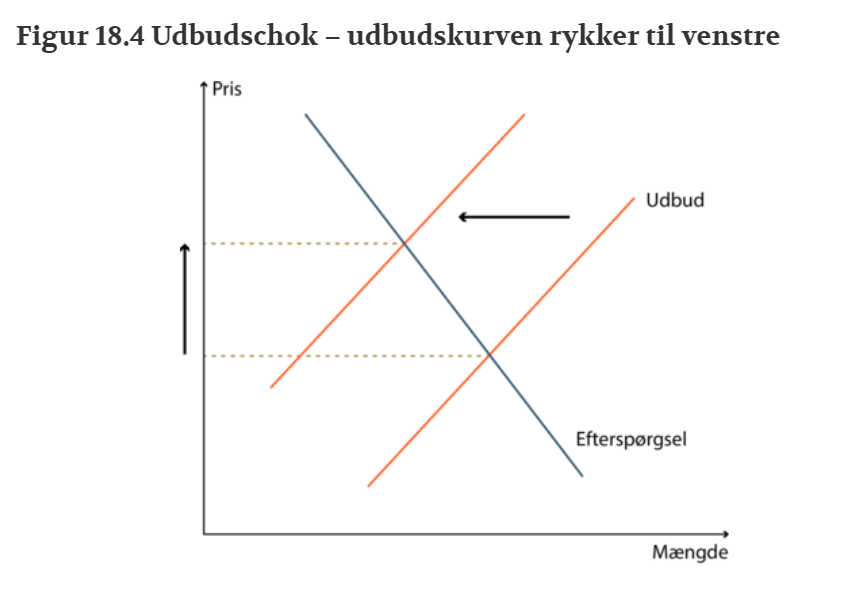 Figur 18.4 Udbudschok – udbudskurven rykker til venstre
Pris
Udbud
Efterspørgsel
Mængde